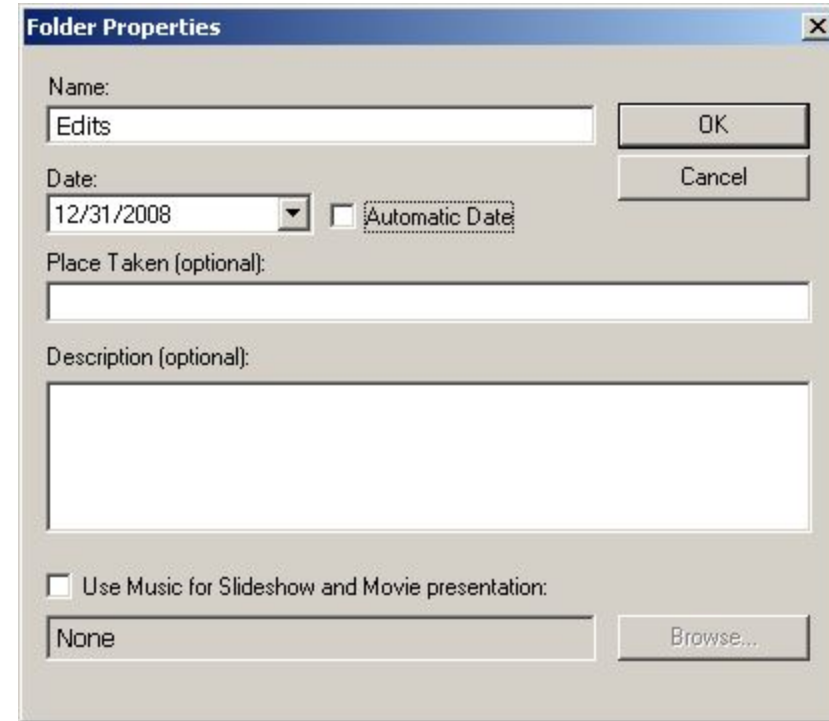 Folder Properties
Name:
Edits
OK
Date:
Cancel
12/31/2008
Automatic Date
Place Taken (optional):
Description (optional):
Use Music for Slideshow and Movie presentation:
None
Browse...